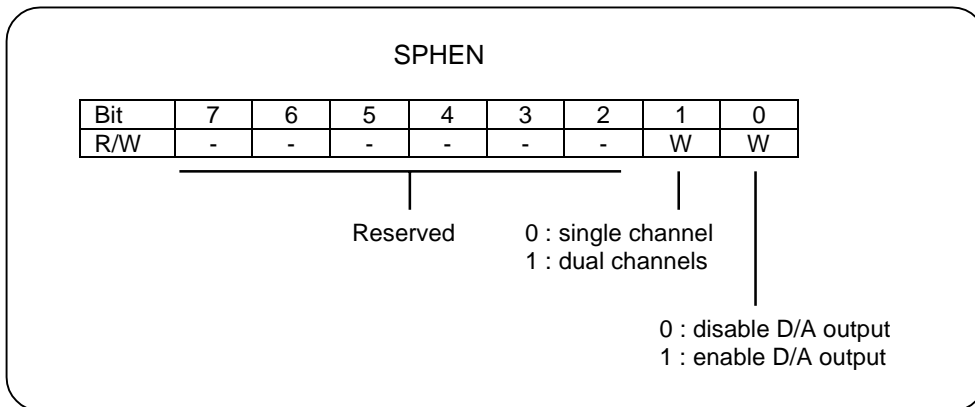 SPHEN
Bit 7 6 5 4 3 2 1 0
R/W - - - - - - W W
Reserved
0 : single channel
1 : dual channels
0 : disable D/A output
1 : enable D/A output